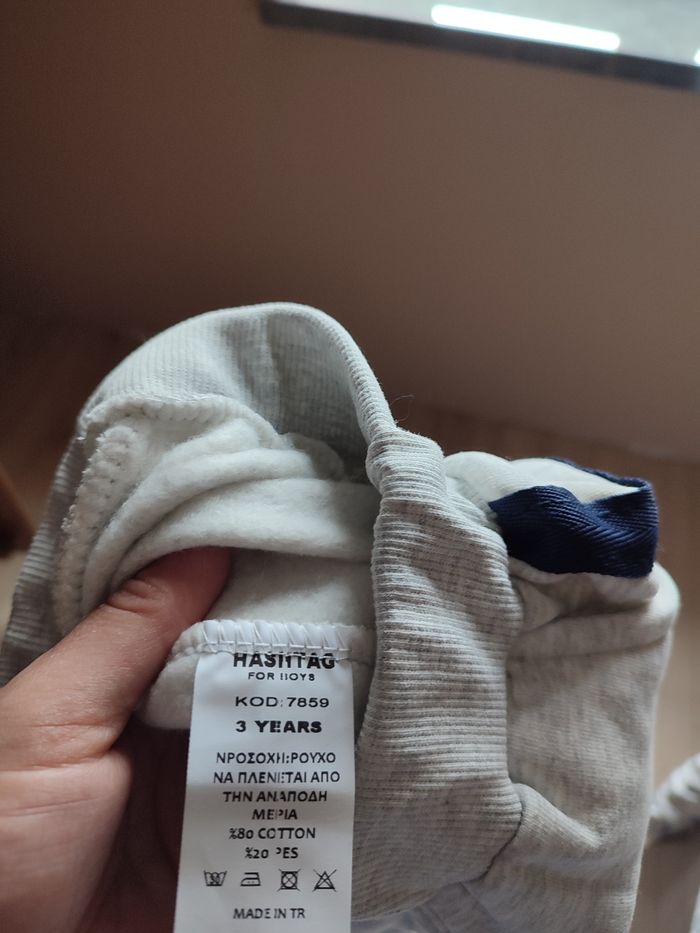 HASHTAG
FOR BOYS
KOD:7859
3 YEARS
ΝΡΟΣΟΧΗ:ΡΟΥΧΟ
ΝΑ ΠΛΕΝΕΤΑΙ ΑΠΟ
ΤΗΝ ΑΝΑΠΟΔΗ
ΜΕΡΙΑ
%80 COTTON
%20 PES
MADE IN TR